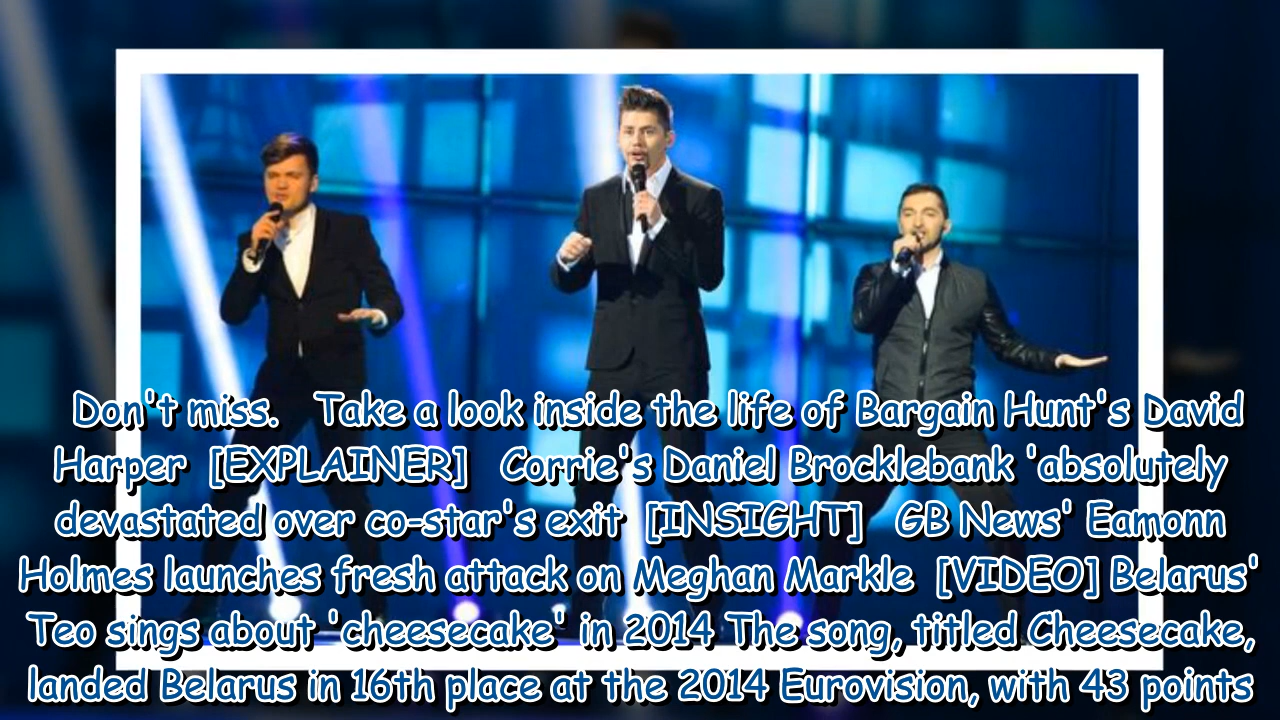 Don't miss. Take a look inside the life of Bargain Hunt's David
Harper [EXPLAINER] Corrie's Daniel Brocklebank 'absolutely
devastated over co-star's exit [INSIGHT] GB News' Eamonn
Holmes launches fresh attack on Meghan Markle [VIDEO] Belarus'
Teo sings about 'cheesecake' in 2014 The song, titled Cheesecake,
landed Belarus in 16th place at the 2014 Eurovision, with 43 points